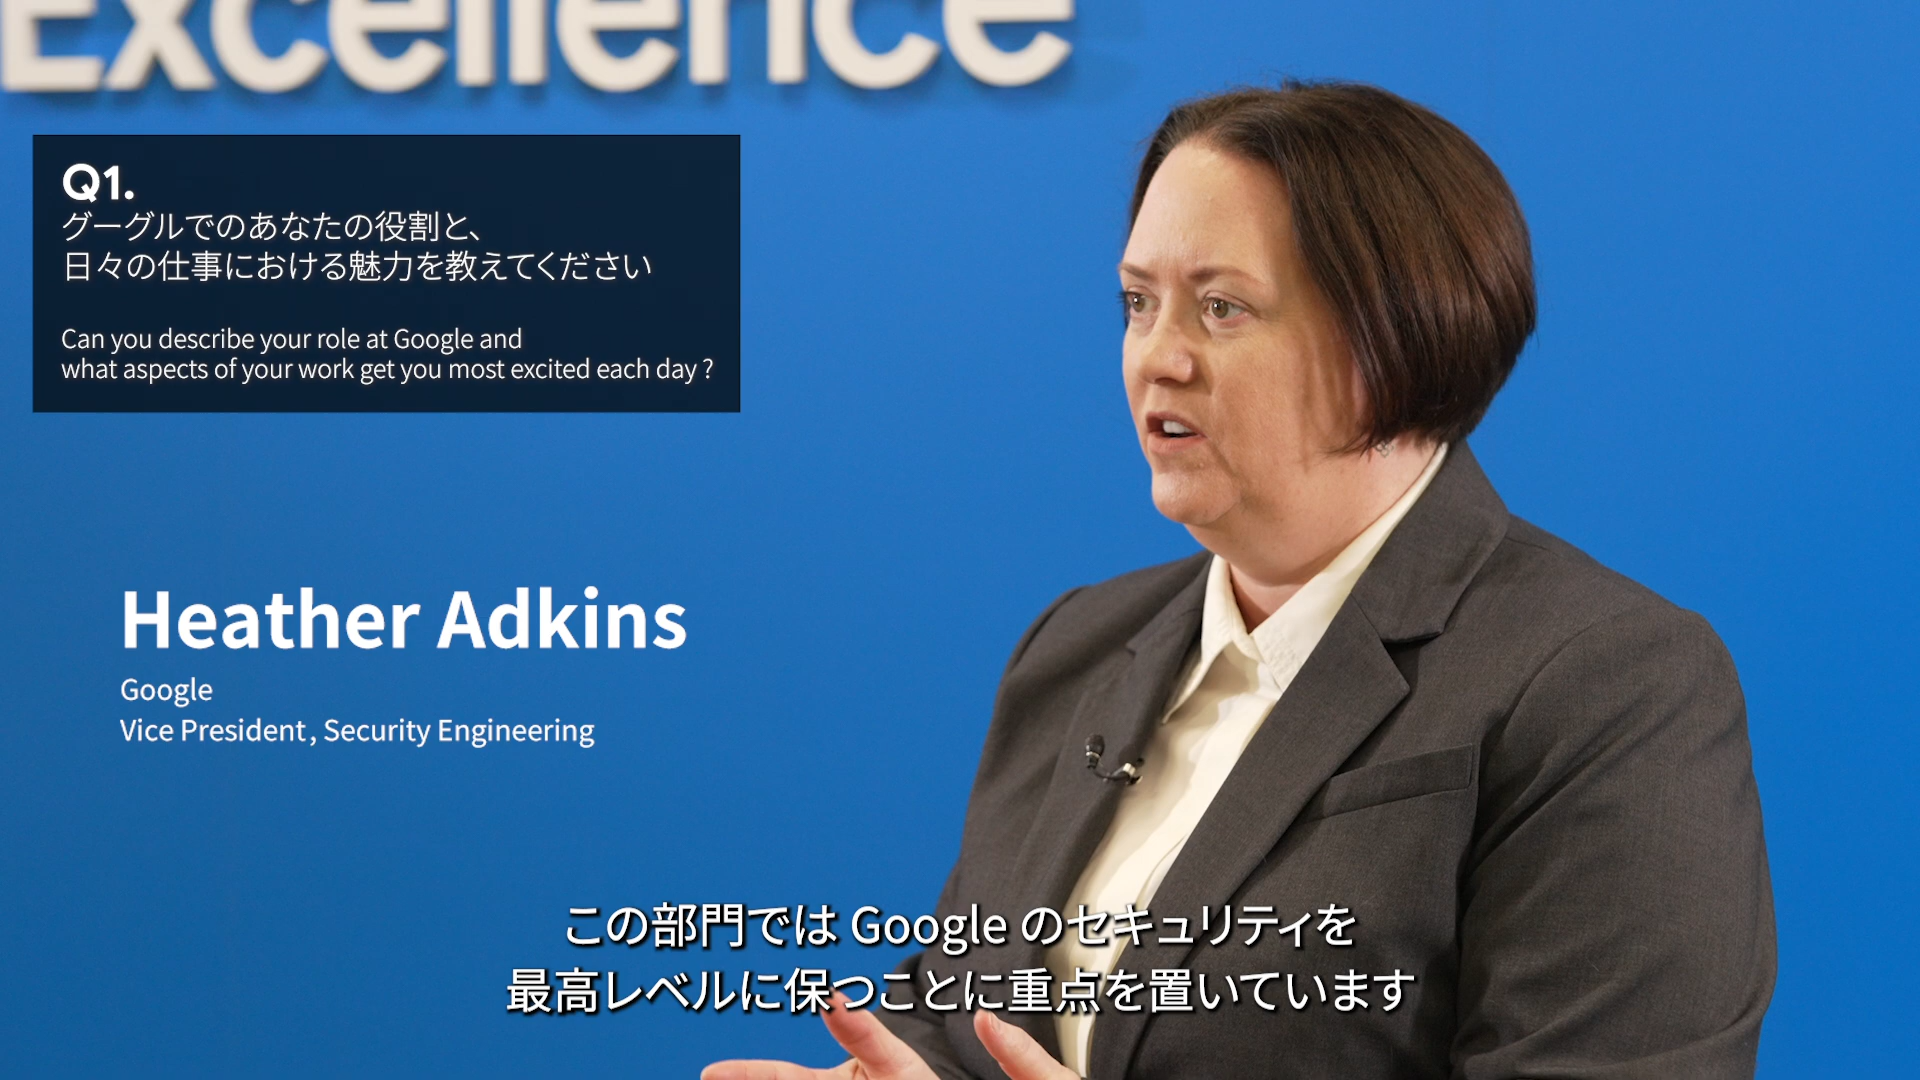 Excellence
Q1.
グーグルでのあなたの役割と、
日々の仕事における魅力を教えてください
Can you describe your role at Google and
what aspects of your work get you most excited each day ?
Heather Adkins
Google
Vice President, Security Engineering
この部門では Google のセキュリティを
最高レベルに保つことに重点を置いています